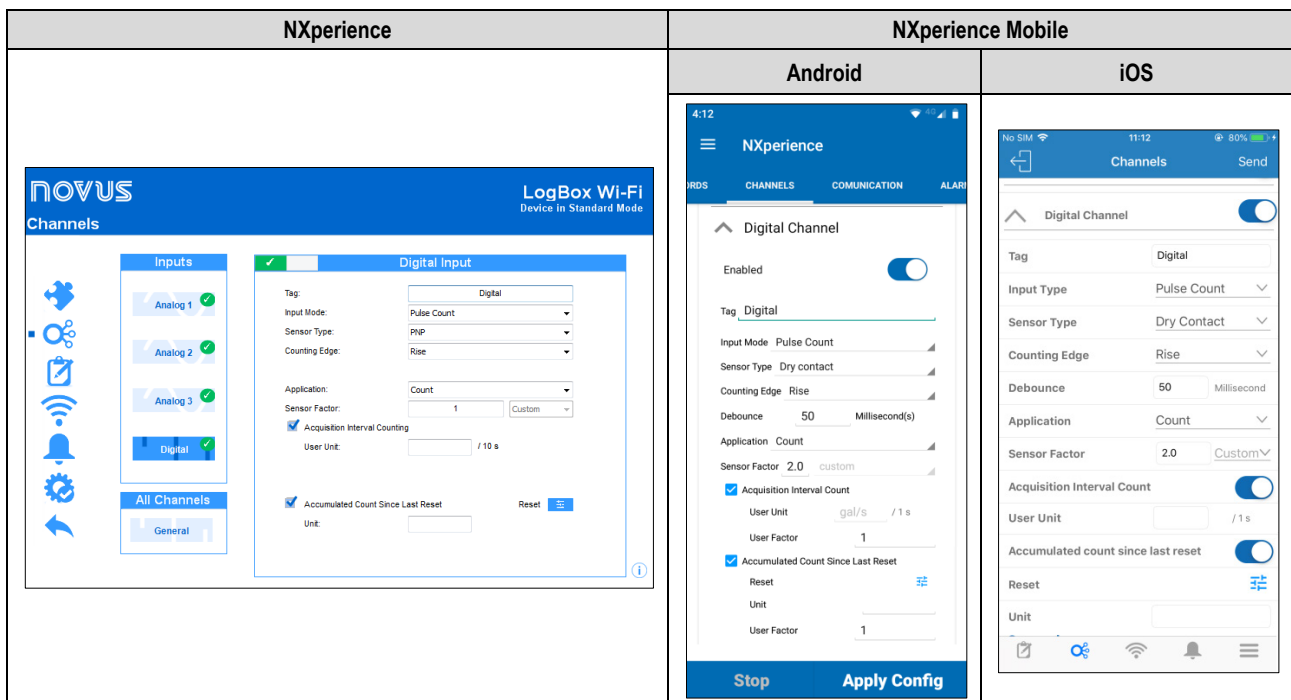 NXperience
NXperience Mobile
Android
iOS
NOVUS
LogBox Wi-Fi
Device in Standard Mode
Channels
Inputs
Analog 1
Analog 2
Analog 3
Digital
All Channels
General
Digital Input
Tag: Digital
Input Mode: Pulse Count
Sensor Type: PNP
Counting Edge: Rise
Application: Count
Sensor Factor: 1 Custom
Acquisition Interval Counting
User Unit: / 10 s
Accumulated Count Since Last Reset Reset
Unit:
4:12 4G
NXperience
RDS CHANNELS COMUNICATION ALAR
Digital Channel
Enabled
Tag Digital
Input Mode Pulse Count
Sensor Type Dry contact
Counting Edge Rise
Debounce 50 Millisecond(s)
Application Count
Sensor Factor 2.0 custom
Acquisition Interval Count
User Unit gal/s / 1 s
User Factor 1
Accumulated Count Since Last Reset
Reset
Unit
User Factor 1
Stop Apply Config
No SIM 11:12 80%
Channels Send
Digital Channel
Tag Digital
Input Type Pulse Count
Sensor Type Dry Contact
Counting Edge Rise
Debounce 50 Millisecond
Application Count
Sensor Factor 2.0 Custom
Acquisition Interval Count
User Unit / 1 s
Accumulated count since last reset
Reset
Unit